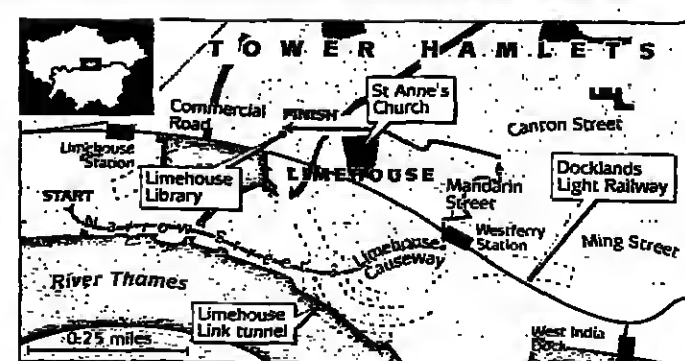 TOWER HAMLETS
St Anne's
Church
Commercial
Road
FINISH
Canton Street
Limehouse
Station
Limehouse
Library
LIMEHOUSE
Mandarin
Street
Docklands
Light Railway
START
Narrow Street
Westferry
Station
Ming Street
Limehouse
Causeway
River Thames
Limehouse
Link tunnel
0.25 miles
West India
Dock